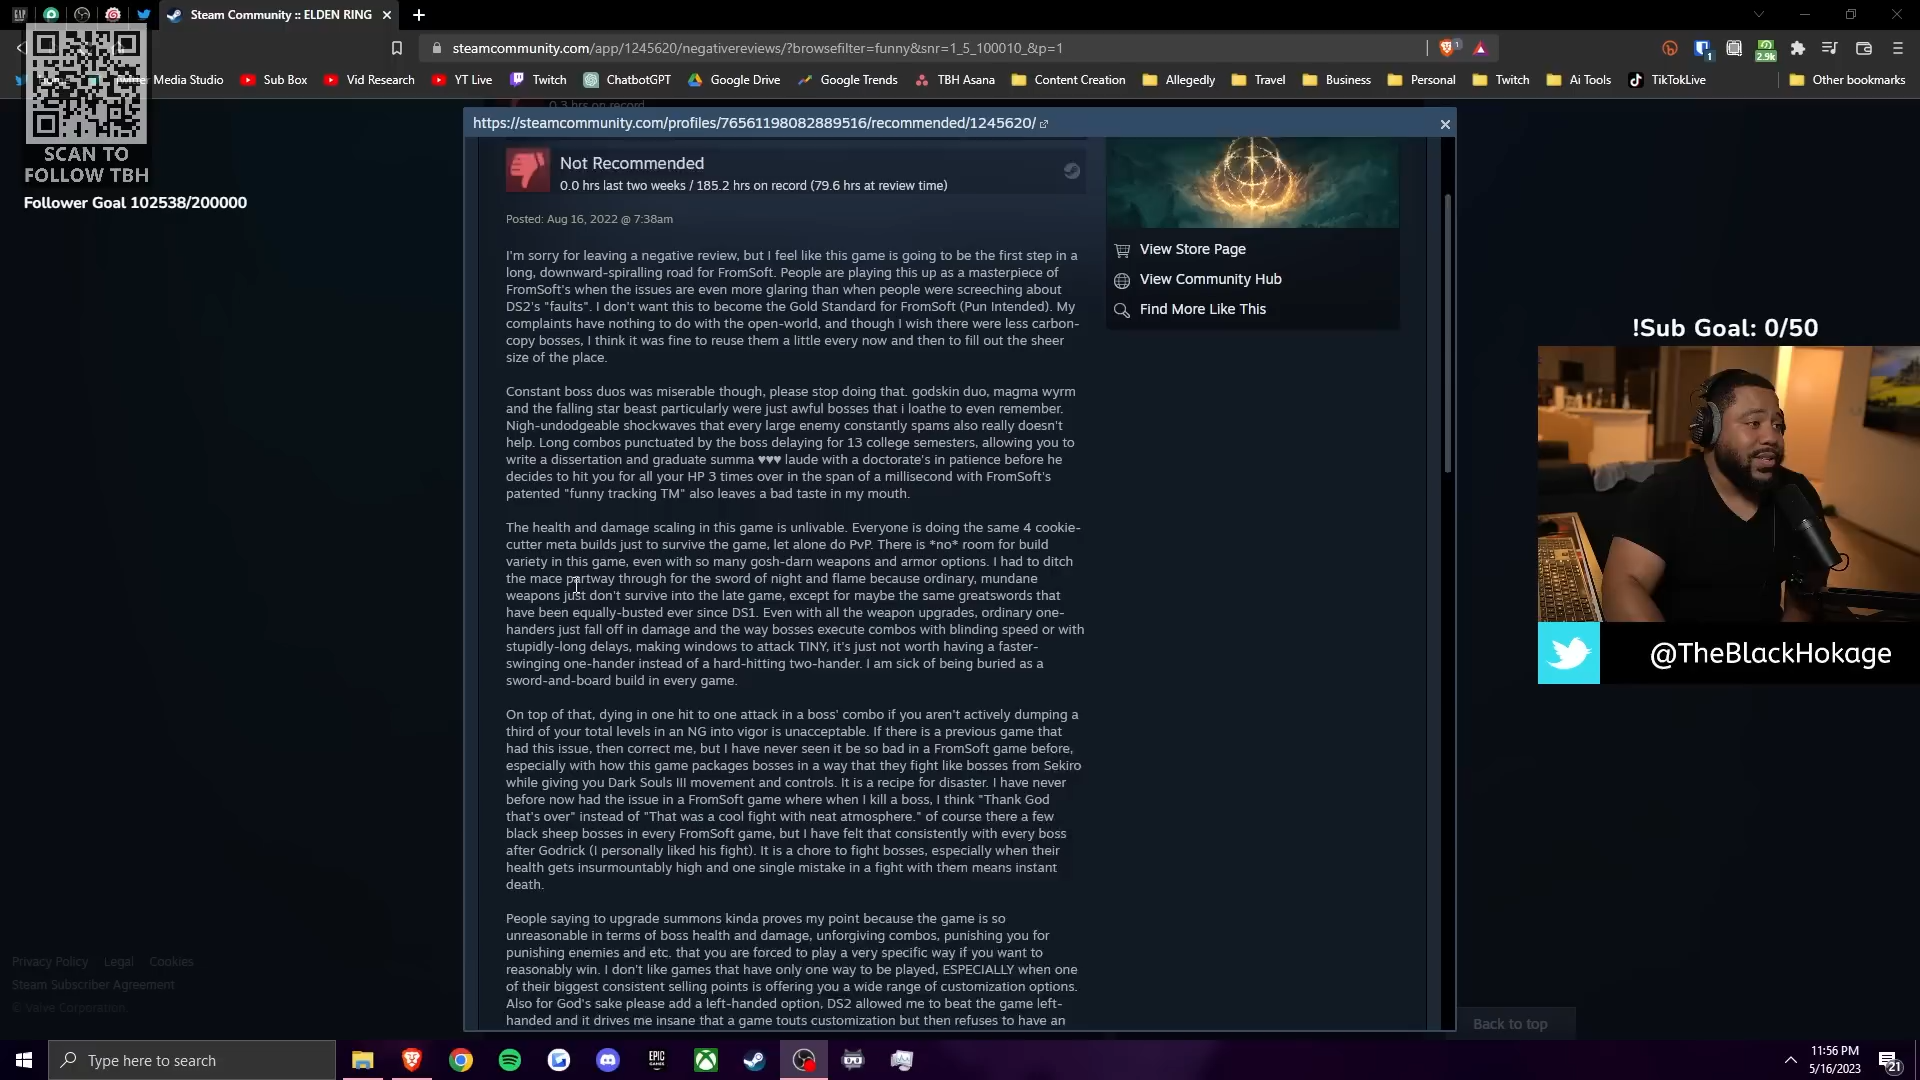 Steam Community :: ELDEN RING
steamcommunity.com/app/1245620/negativereviews/?browsefilter=funny&snr=1_5_100010_&p=1
1
1
2.9k
Twitter Media Studio
Sub Box
Vid Research
YT Live
Twitch
ChatbotGPT
Google Drive
Google Trends
TBH Asana
Content Creation
Allegedly
Travel
Business
Personal
Twitch
Ai Tools
TikTokLive
Other bookmarks
SCAN TO
FOLLOW TBH
Follower Goal 102538/200000
0.3 hrs on record
https://steamcommunity.com/profiles/76561198082889516/recommended/1245620/
Not Recommended
0.0 hrs last two weeks / 185.2 hrs on record (79.6 hrs at review time)
Posted: Aug 16, 2022 @ 7:38am
I'm sorry for leaving a negative review, but I feel like this game is going to be the first step in a
long, downward-spiralling road for FromSoft. People are playing this up as a masterpiece of
FromSoft's when the issues are even more glaring than when people were screeching about
DS2's "faults". I don't want this to become the Gold Standard for FromSoft (Pun Intended). My
complaints have nothing to do with the open-world, and though I wish there were less carbon-
copy bosses, I think it was fine to reuse them a little every now and then to fill out the sheer
size of the place.
Constant boss duos was miserable though, please stop doing that. godskin duo, magma wyrm
and the falling star beast particularly were just awful bosses that i loathe to even remember.
Nigh-undodgeable shockwaves that every large enemy constantly spams also really doesn't
help. Long combos punctuated by the boss delaying for 13 college semesters, allowing you to
write a dissertation and graduate summa ♥♥♥ laude with a doctorate's in patience before he
decides to hit you for all your HP 3 times over in the span of a millisecond with FromSoft's
patented "funny tracking TM" also leaves a bad taste in my mouth.
The health and damage scaling in this game is unlivable. Everyone is doing the same 4 cookie-
cutter meta builds just to survive the game, let alone do PvP. There is *no* room for build
variety in this game, even with so many gosh-darn weapons and armor options. I had to ditch
the mace partway through for the sword of night and flame because ordinary, mundane
weapons just don't survive into the late game, except for maybe the same greatswords that
have been equally-busted ever since DS1. Even with all the weapon upgrades, ordinary one-
handers just fall off in damage and the way bosses execute combos with blinding speed or with
stupidly-long delays, making windows to attack TINY, it's just not worth having a faster-
swinging one-hander instead of a hard-hitting two-hander. I am sick of being buried as a
sword-and-board build in every game.
On top of that, dying in one hit to one attack in a boss' combo if you aren't actively dumping a
third of your total levels in an NG into vigor is unacceptable. If there is a previous game that
had this issue, then correct me, but I have never seen it be so bad in a FromSoft game before,
especially with how this game packages bosses in a way that they fight like bosses from Sekiro
while giving you Dark Souls III movement and controls. It is a recipe for disaster. I have never
before now had the issue in a FromSoft game where when I kill a boss, I think "Thank God
that's over" instead of "That was a cool fight with neat atmosphere." of course there a few
black sheep bosses in every FromSoft game, but I have felt that consistently with every boss
after Godrick (I personally liked his fight). It is a chore to fight bosses, especially when their
health gets insurmountably high and one single mistake in a fight with them means instant
death.
People saying to upgrade summons kinda proves my point because the game is so
unreasonable in terms of boss health and damage, unforgiving combos, punishing you for
punishing enemies and etc. that you are forced to play a very specific way if you want to
reasonably win. I don't like games that have only one way to be played, ESPECIALLY when one
of their biggest consistent selling points is offering you a wide range of customization options.
Also for God's sake please add a left-handed option, DS2 allowed me to beat the game left-
handed and it drives me insane that a game touts customization but then refuses to have an
View Store Page
View Community Hub
Find More Like This
!Sub Goal: 0/50
@TheBlackHokage
Privacy Policy Legal Cookies
Steam Subscriber Agreement
© Valve Corporation
Back to top
Type here to search
EPIC
GAMES
11:56 PM
5/16/2023
21